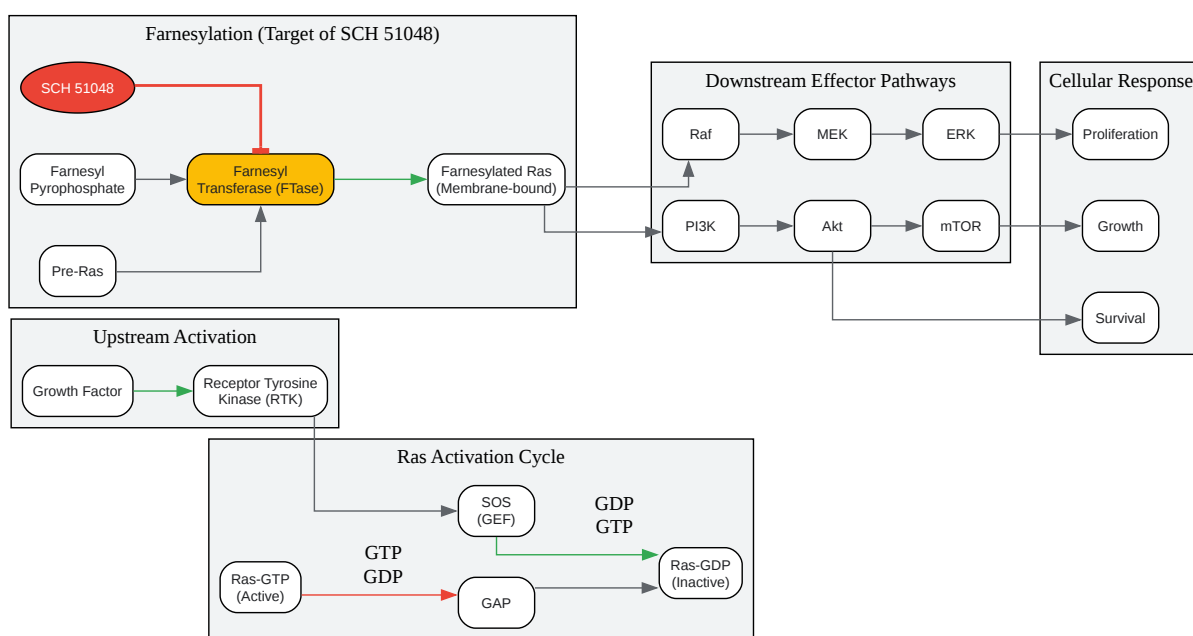 Farnesylation (Target of SCH 51048)
SCH 51048
Farnesyl
Pyrophosphate
Farnesyl
Transferase (FTase)
Farnesylated Ras
(Membrane-bound)
Pre-Ras
Downstream Effector Pathways
Raf
MEK
ERK
PI3K
Akt
mTOR
Cellular Response
Proliferation
Growth
Survival
Upstream Activation
Growth Factor
Receptor Tyrosine
Kinase (RTK)
Ras Activation Cycle
SOS
(GEF)
GDP
GTP
GTP
GDP
Ras-GTP
(Active)
GAP
Ras-GDP
(Inactive)